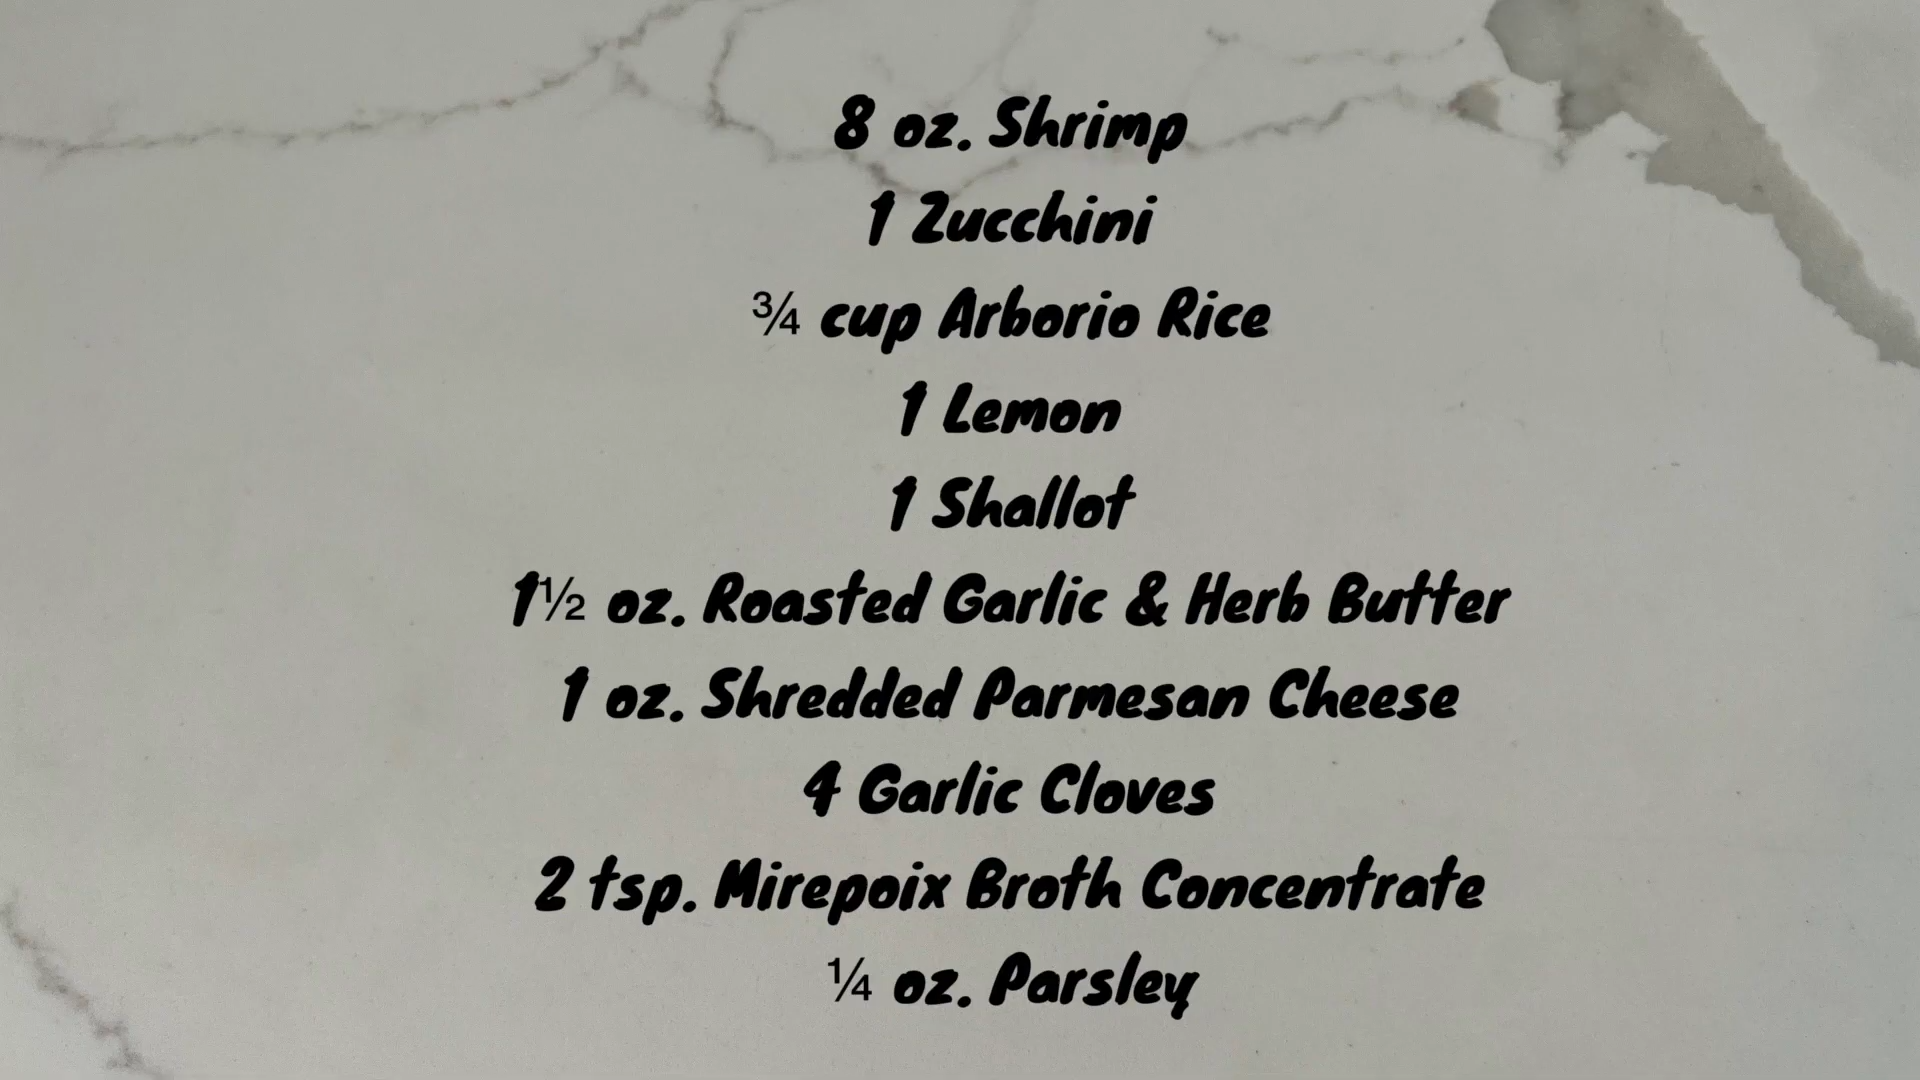 8 oz. Shrimp
1 Zucchini
¾ cup Arborio Rice
1 Lemon
1 Shallot
1½ oz. Roasted Garlic & Herb Butter
1 oz. Shredded Parmesan Cheese
4 Garlic Cloves
2 tsp. Mirepoix Broth Concentrate
¼ oz. Parsley